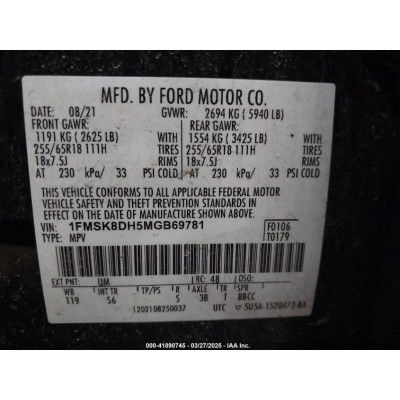 MFD. BY FORD MOTOR CO.
DATE: 08/21 GVWR: 2694 KG ( 5940 LB)
FRONT GAWR: REAR GAWR:
1191 KG ( 2625 LB) WITH 1554 KG ( 3425 LB) WITH
255/65R18 111H TIRES 255/65R18 111H TIRES
18x7.5J RIMS 18x7.5J RIMS
AT 230 kPa/ 33 PSI COLD AT 230 kPa/ 33 PSI COLD
THIS VEHICLE CONFORMS TO ALL APPLICABLE FEDERAL MOTOR
VEHICLE SAFETY AND THEFT PREVENTION STANDARDS IN
EFFECT ON THE DATE OF MANUFACTURE SHOWN ABOVE.
VIN: 1FMSK8DH5MGB69781 F0106
TYPE: MPV T0179
EXT PNT: UM RC: 48 DSO:
WB INT TR TP/PS R AXLE TR SPR
119 56 5 3B T BBCC
1202108250037 UTC
000-41890745 - 03/27/2025 - IAA Inc.